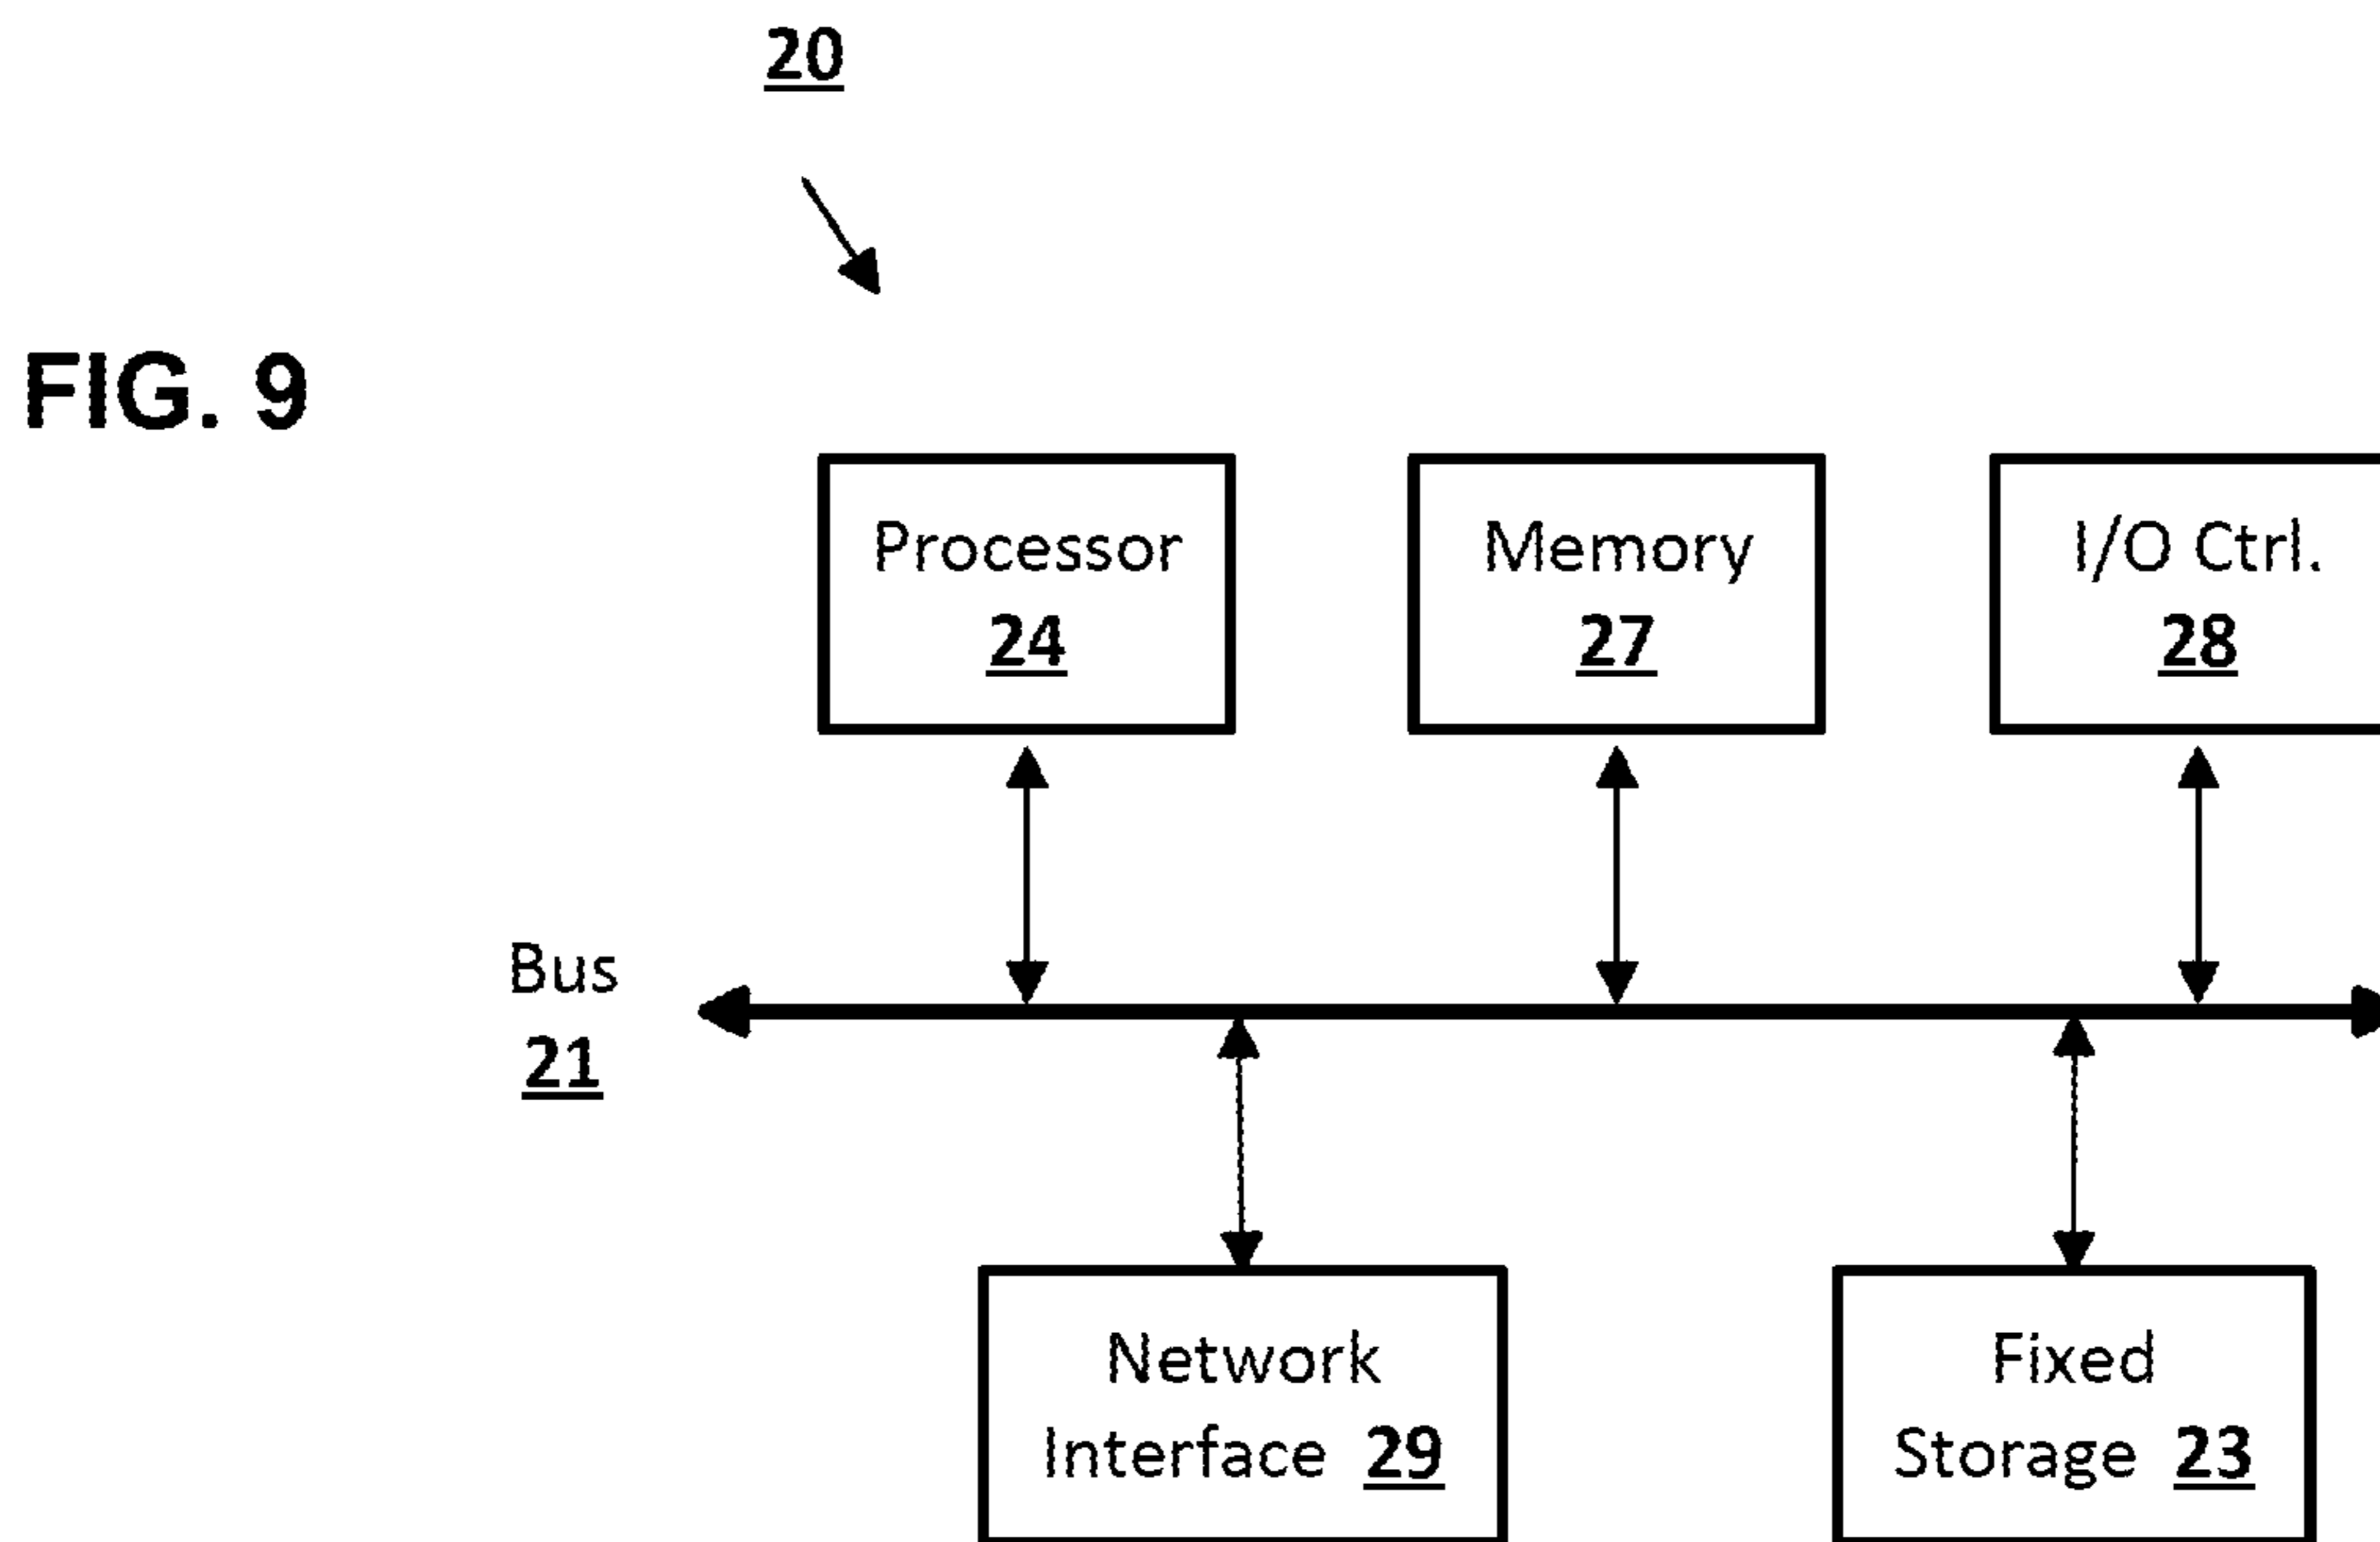 20
FIG. 9
Processor
24
Memory
27
I/O Ctrl.
28
Bus
21
Network
Interface 29
Fixed
Storage 23